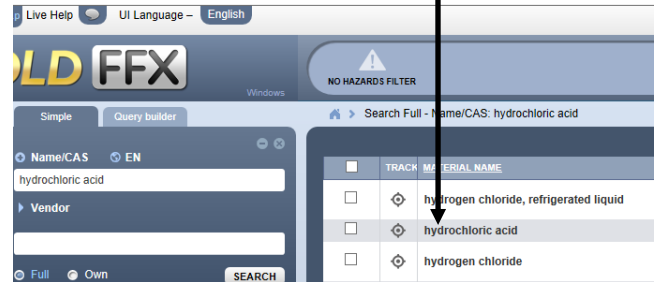 p Live Help UI Language – English
OLD FFX
Windows
NO HAZARDS FILTER
Simple Query builder
Search Full - Name/CAS: hydrochloric acid
Name/CAS EN
hydrochloric acid
Vendor
Full Own SEARCH
TRACK MATERIAL NAME
hydrogen chloride, refrigerated liquid
hydrochloric acid
hydrogen chloride